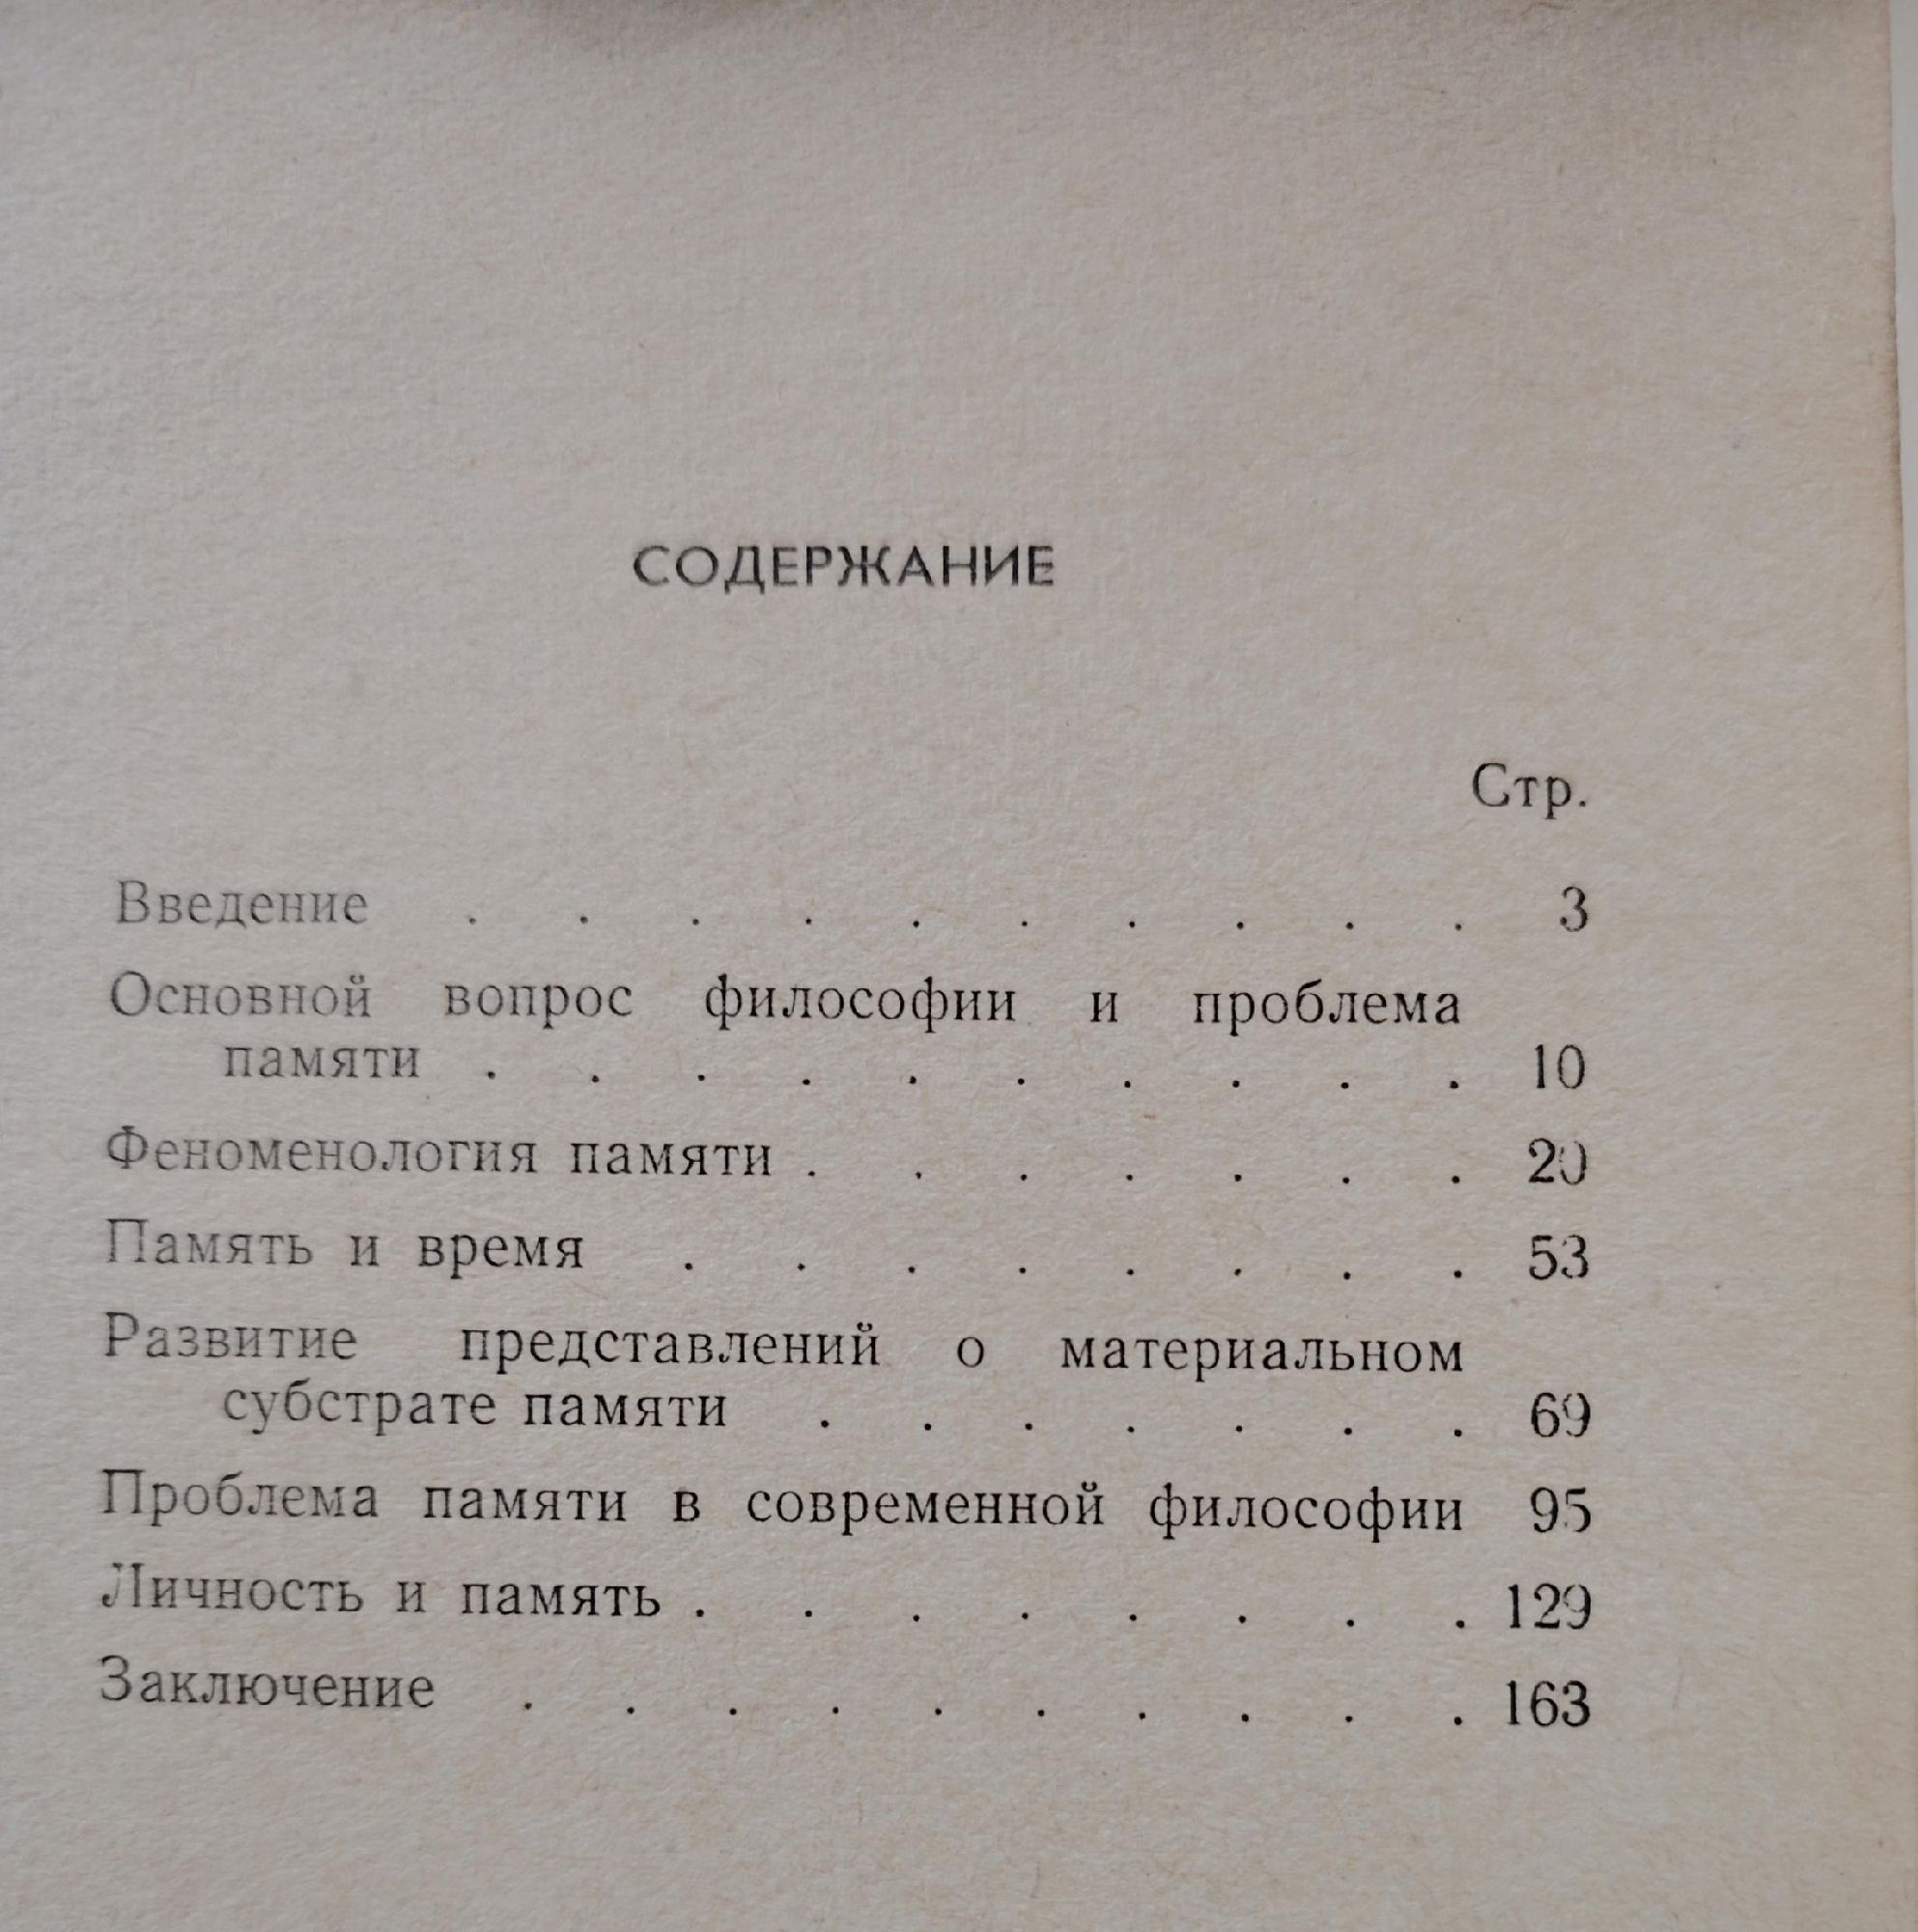 СОДЕРЖАНИЕ
Стр.
Введение . . . . . . . . . . 3
Основной вопрос философии и проблема
памяти . . . . . . . . . . 10
Феноменология памяти . . . . . . . 20
Память и время . . . . . . . . 53
Развитие представлений о материальном
субстрате памяти . . . . . . . 69
Проблема памяти в современной философии 95
Личность и память . . . . . . . . 129
Заключение . . . . . . . . . . 163